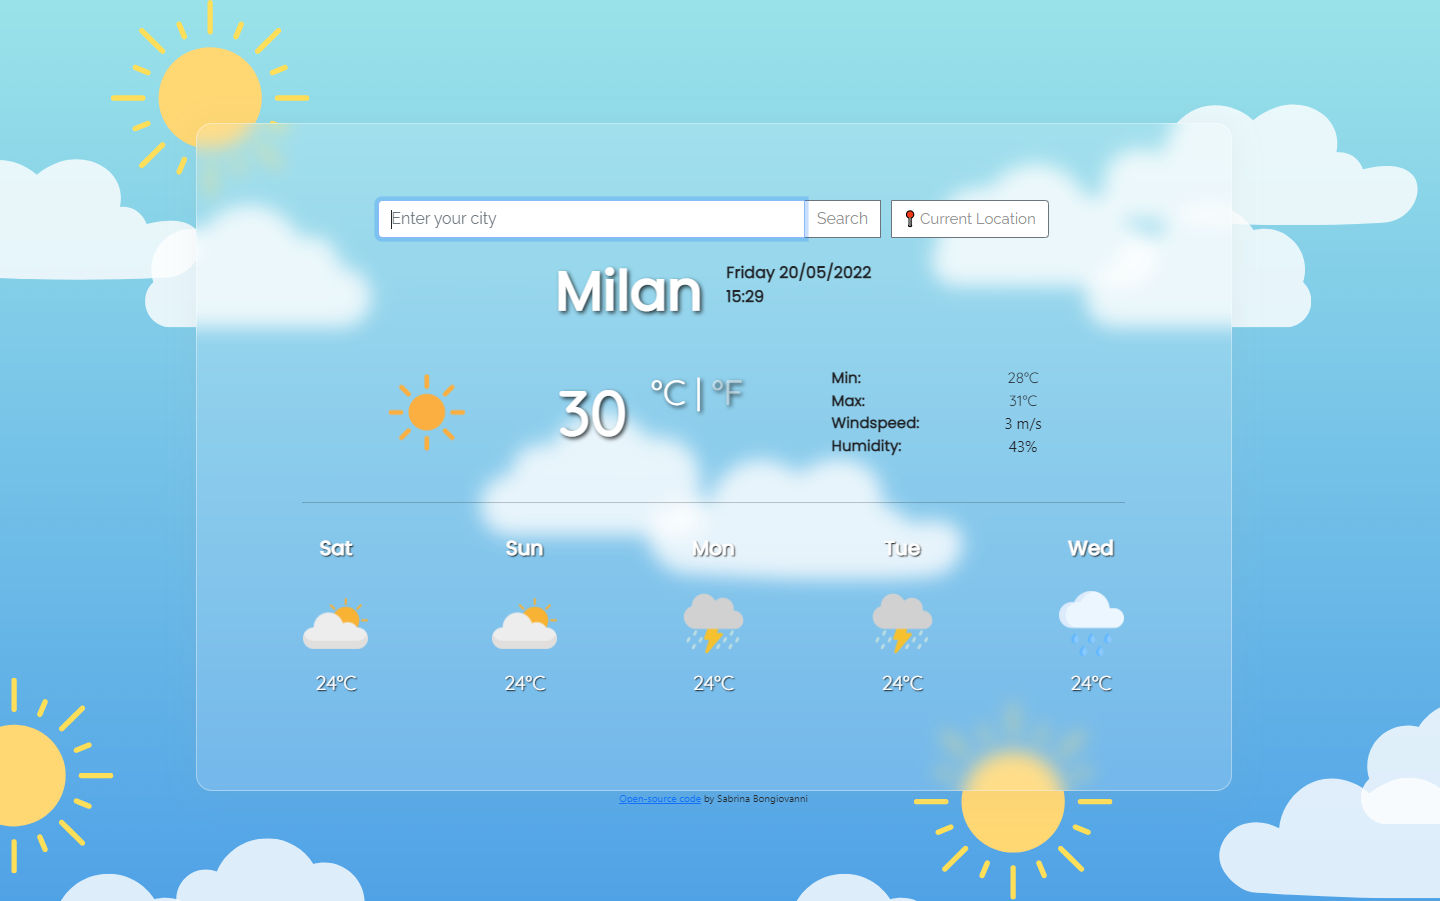 Enter your city
Search
Current Location
Milan
Friday 20/05/2022
15:29
30
°C | °F
Min: 28°C
Max: 31°C
Windspeed: 3 m/s
Humidity: 43%
Sat Sun Mon Tue Wed
24°C 24°C 24°C 24°C 24°C
Open-source code by Sabrina Bongiovanni